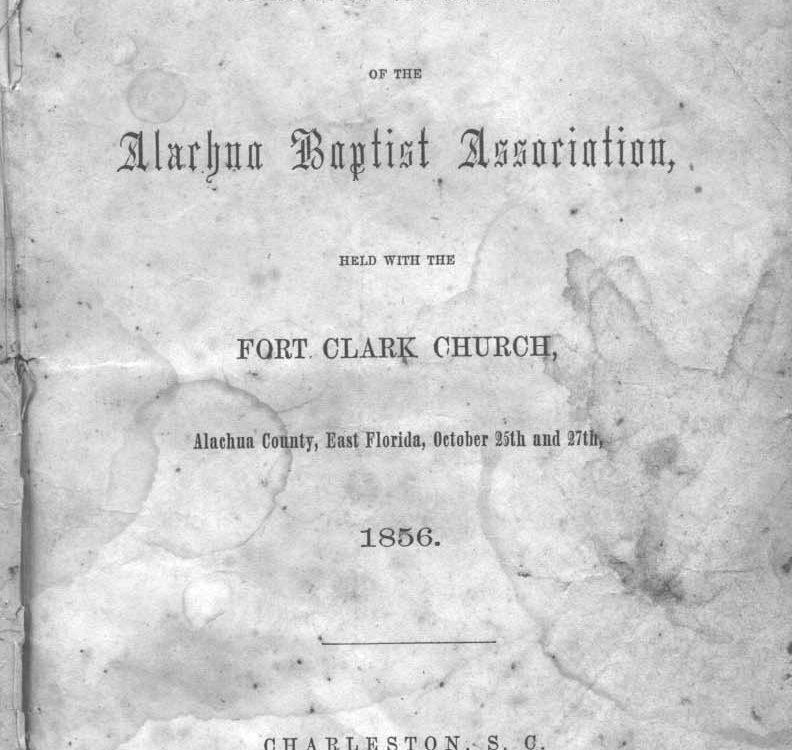 OF THE
Alachua Baptist Association,
HELD WITH THE
FORT CLARK CHURCH,
Alachua County, East Florida, October 25th and 27th,
1856.
CHARLESTON, S. C.